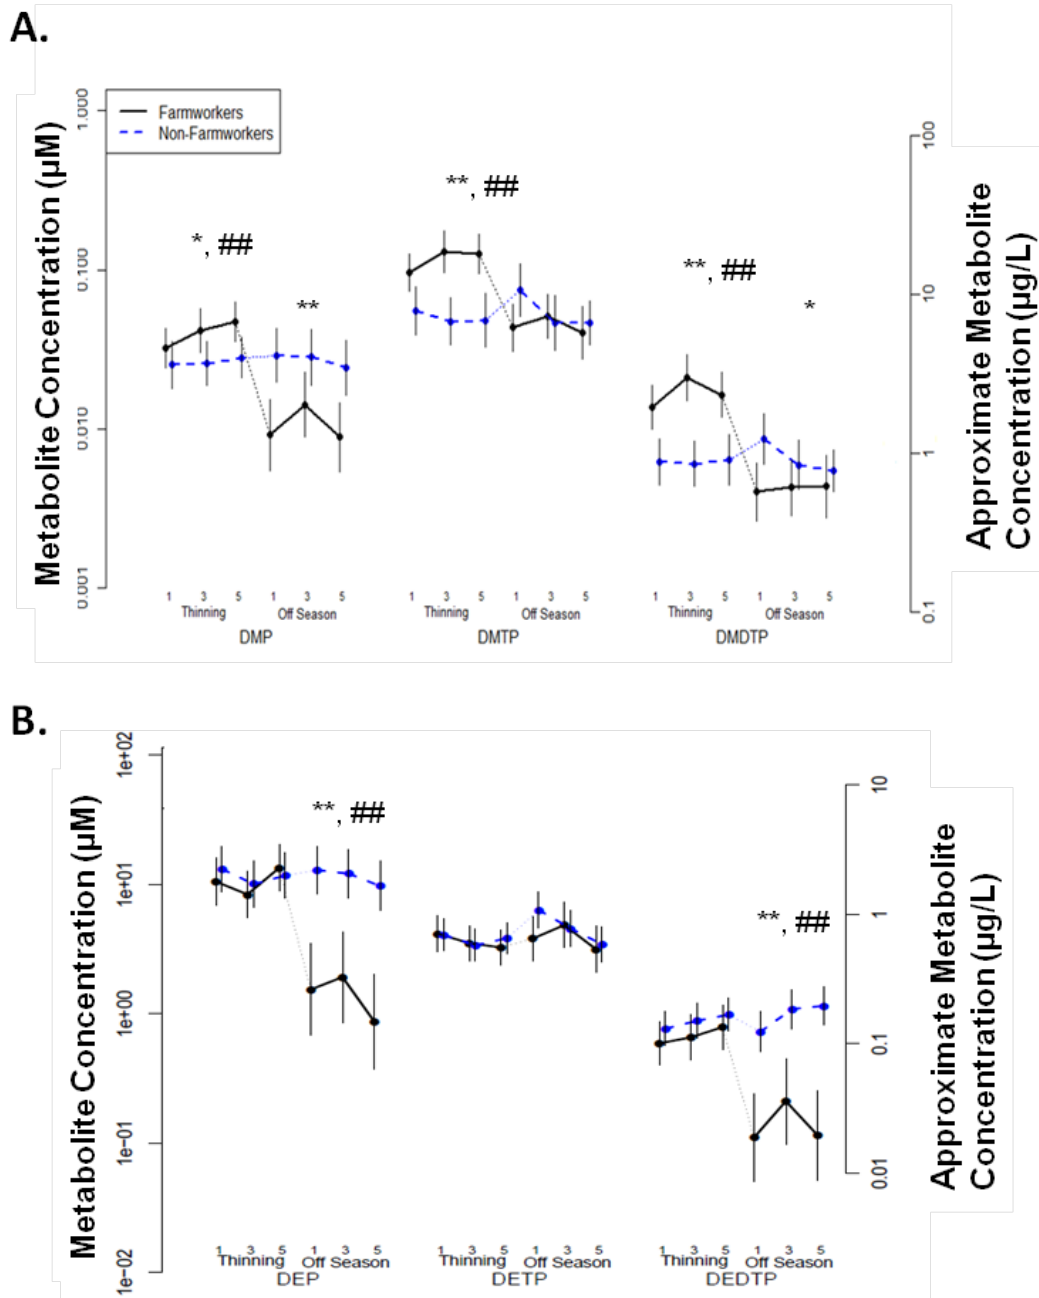 A.
Metabolite Concentration (µM)
1.000
0.100
0.010
0.001
Farmworkers
Non-Farmworkers
*, ##
**
**, ##
**, ##
*
100
10
1
0.1
Approximate Metabolite
Concentration (µg/L)
1 3 5 1 3 5
Thinning Off Season
DMP
1 3 5 1 3 5
Thinning Off Season
DMTP
1 3 5 1 3 5
Thinning Off Season
DMDTP
B.
Metabolite Concentration (µM)
1e+02
1e+01
1e+00
1e-01
1e-02
**, ##
**, ##
10
1
0.1
0.01
Approximate Metabolite
Concentration (µg/L)
1 3 5 1 3 5
Thinning Off Season
DEP
1 3 5 1 3 5
Thinning Off Season
DETP
1 3 5 1 3 5
Thinning Off Season
DEDTP